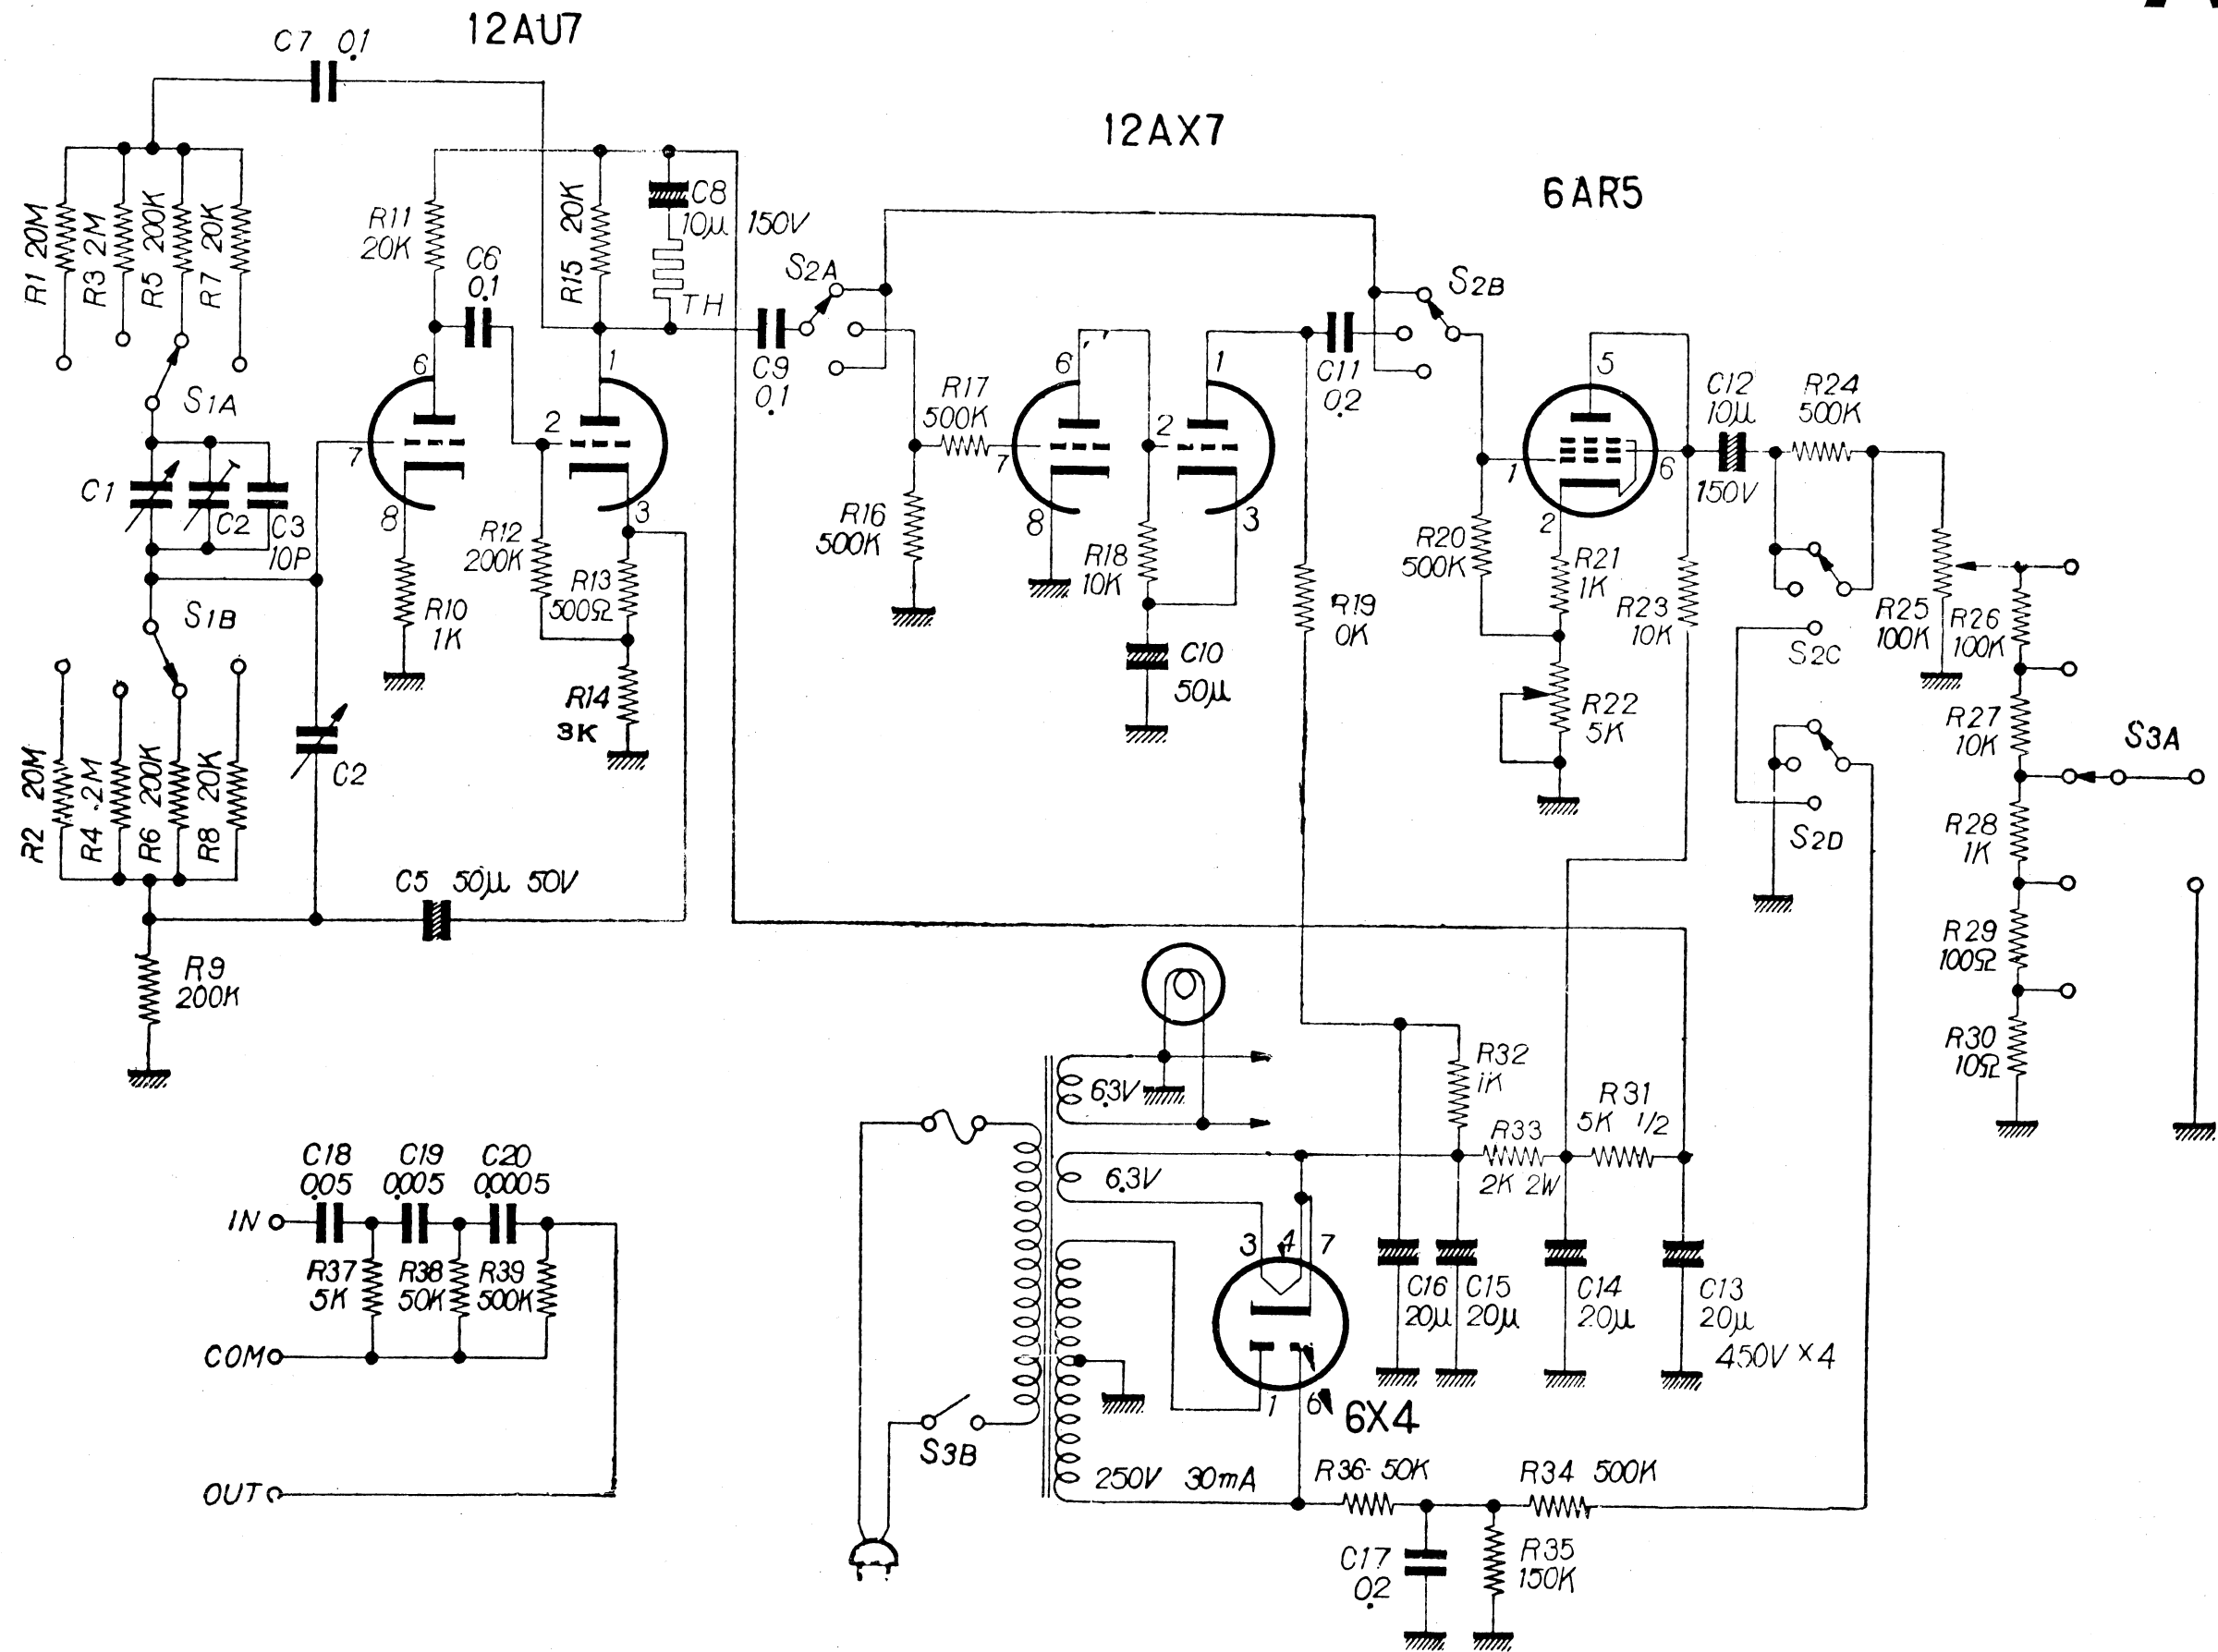 12AU7
C7 0.1
12AX7
6AR5
R1 20M
R3 2M
R5 200K
R7 20K
R11
20K
C6
0.1
R15 20K
C8
10µ 150V
TH
S2A
S2B
S1A
6
7
8
1
2
3
C9
0.1
R17
500K
6
7
8
1
2
3
C11
0.2
5
1
6
2
C12
10µ
150V
R24
500K
C1
C2
C3
10P
R12
200K
R13
500Ω
R10
1K
R14
3K
R16
500K
R18
10K
C10
50µ
R19
0K
R20
500K
R21
1K
R22
5K
R23
10K
R25
100K
R26
100K
S2C
S2D
R27
10K
S3A
R28
1K
R29
100Ω
R30
10Ω
S1B
R2 20M
R4 .2M
R6 200K
R8 20K
C2
C5 50µ 50V
R9
200K
6.3V
6.3V
R32
1K
R33
2K 2W
R31
5K 1/2
3 4 7
1 6
6X4
C16
20µ
C15
20µ
C14
20µ
C13
20µ
450V × 4
S3B
250V 30mA
R36 50K
R34 500K
C17
0.2
R35
150K
C18
0.05
C19
0.005
C20
0.0005
IN
R37
5K
R38
50K
R39
500K
COM
OUT